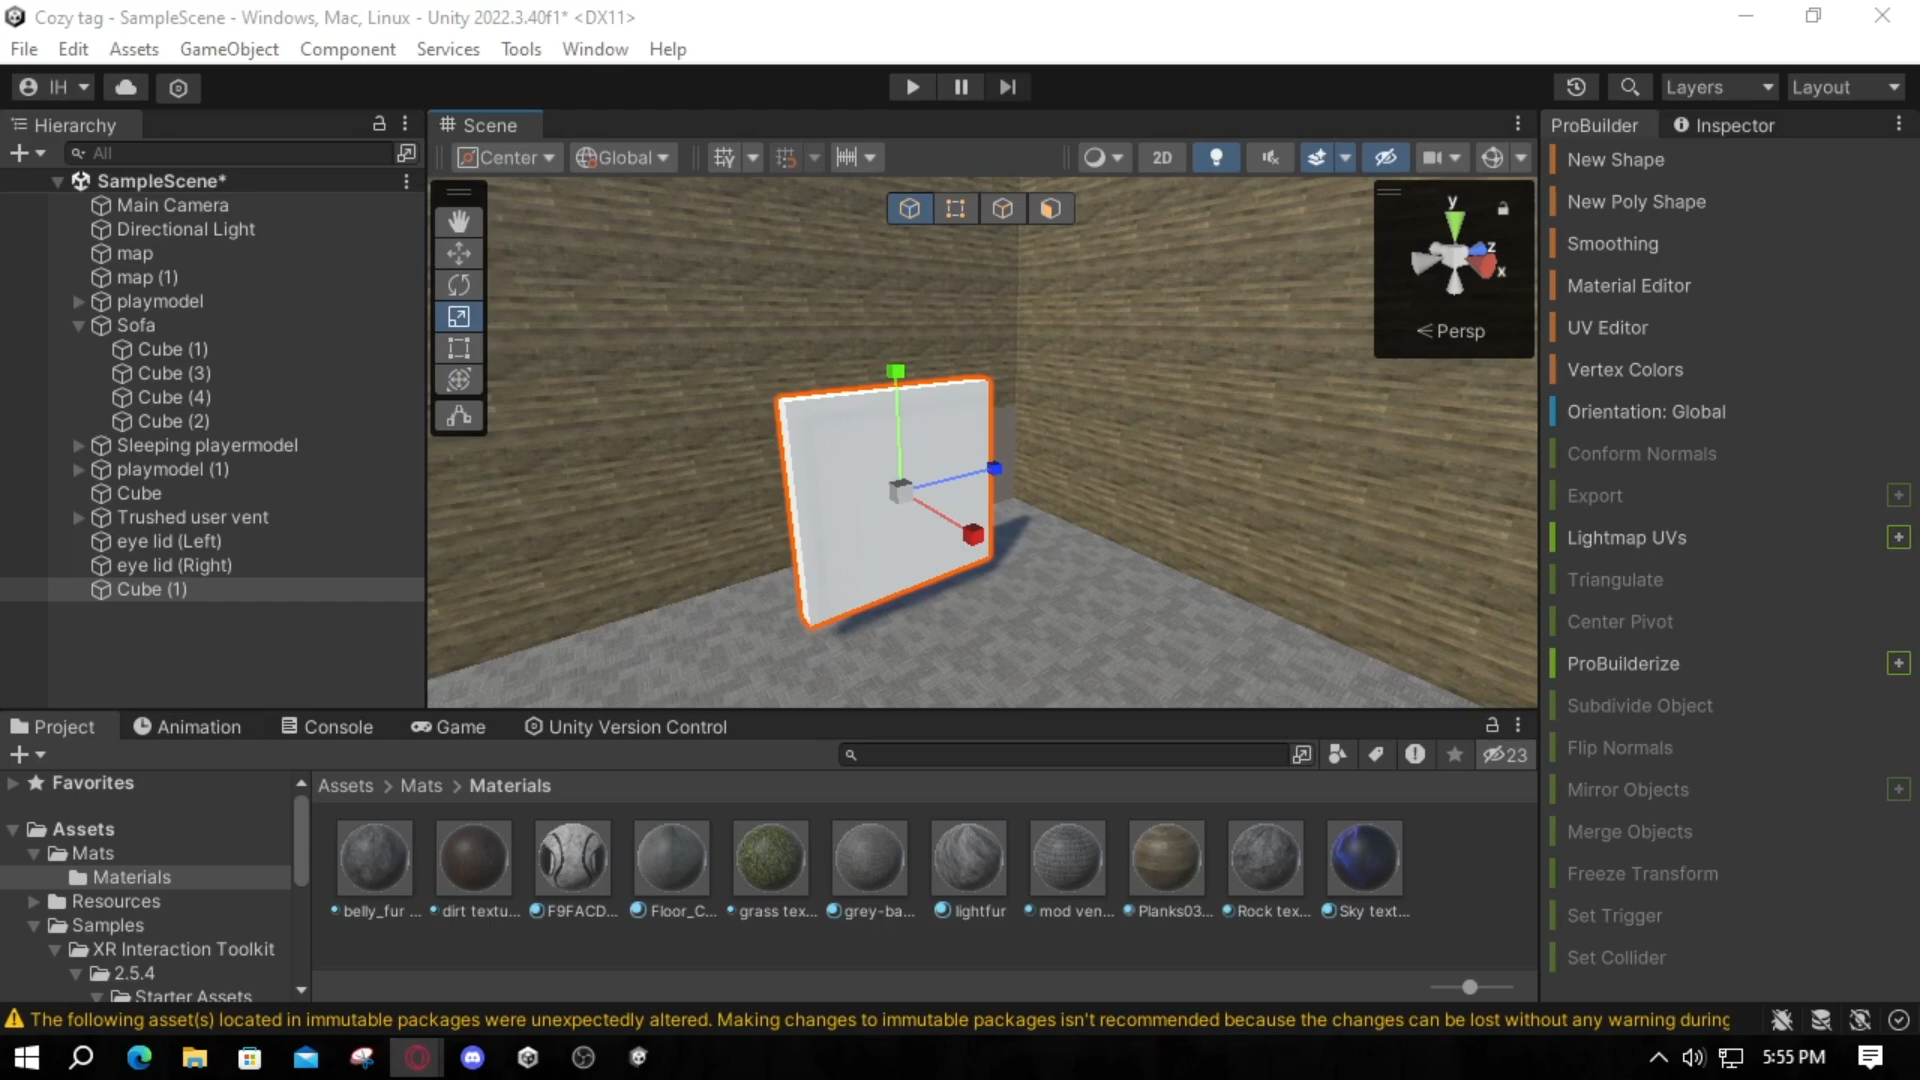 Cozy tag - SampleScene - Windows, Mac, Linux - Unity 2022.3.40f1* <DX11>
File Edit Assets GameObject Component Services Tools Window Help
IH Layers Layout
Hierarchy
All
SampleScene*
Main Camera
Directional Light
map
map (1)
playmodel
Sofa
Cube (1)
Cube (3)
Cube (4)
Cube (2)
Sleeping playermodel
playmodel (1)
Cube
Trushed user vent
eye lid (Left)
eye lid (Right)
Cube (1)
Scene
Center Global 2D
y
z
x
Persp
ProBuilder Inspector
New Shape
New Poly Shape
Smoothing
Material Editor
UV Editor
Vertex Colors
Orientation: Global
Conform Normals
Export
Lightmap UVs
Triangulate
Center Pivot
ProBuilderize
Subdivide Object
Flip Normals
Mirror Objects
Merge Objects
Freeze Transform
Set Trigger
Set Collider
Project Animation Console Game Unity Version Control
23
Favorites
Assets
Mats
Materials
Resources
Samples
XR Interaction Toolkit
2.5.4
Starter Assets
Assets > Mats > Materials
belly_fur ... dirt textu... F9FACD... Floor_C... grass tex... grey-ba... lightfur mod ven... Planks03... Rock tex... Sky text...
The following asset(s) located in immutable packages were unexpectedly altered. Making changes to immutable packages isn't recommended because the changes can be lost without any warning during
5:55 PM